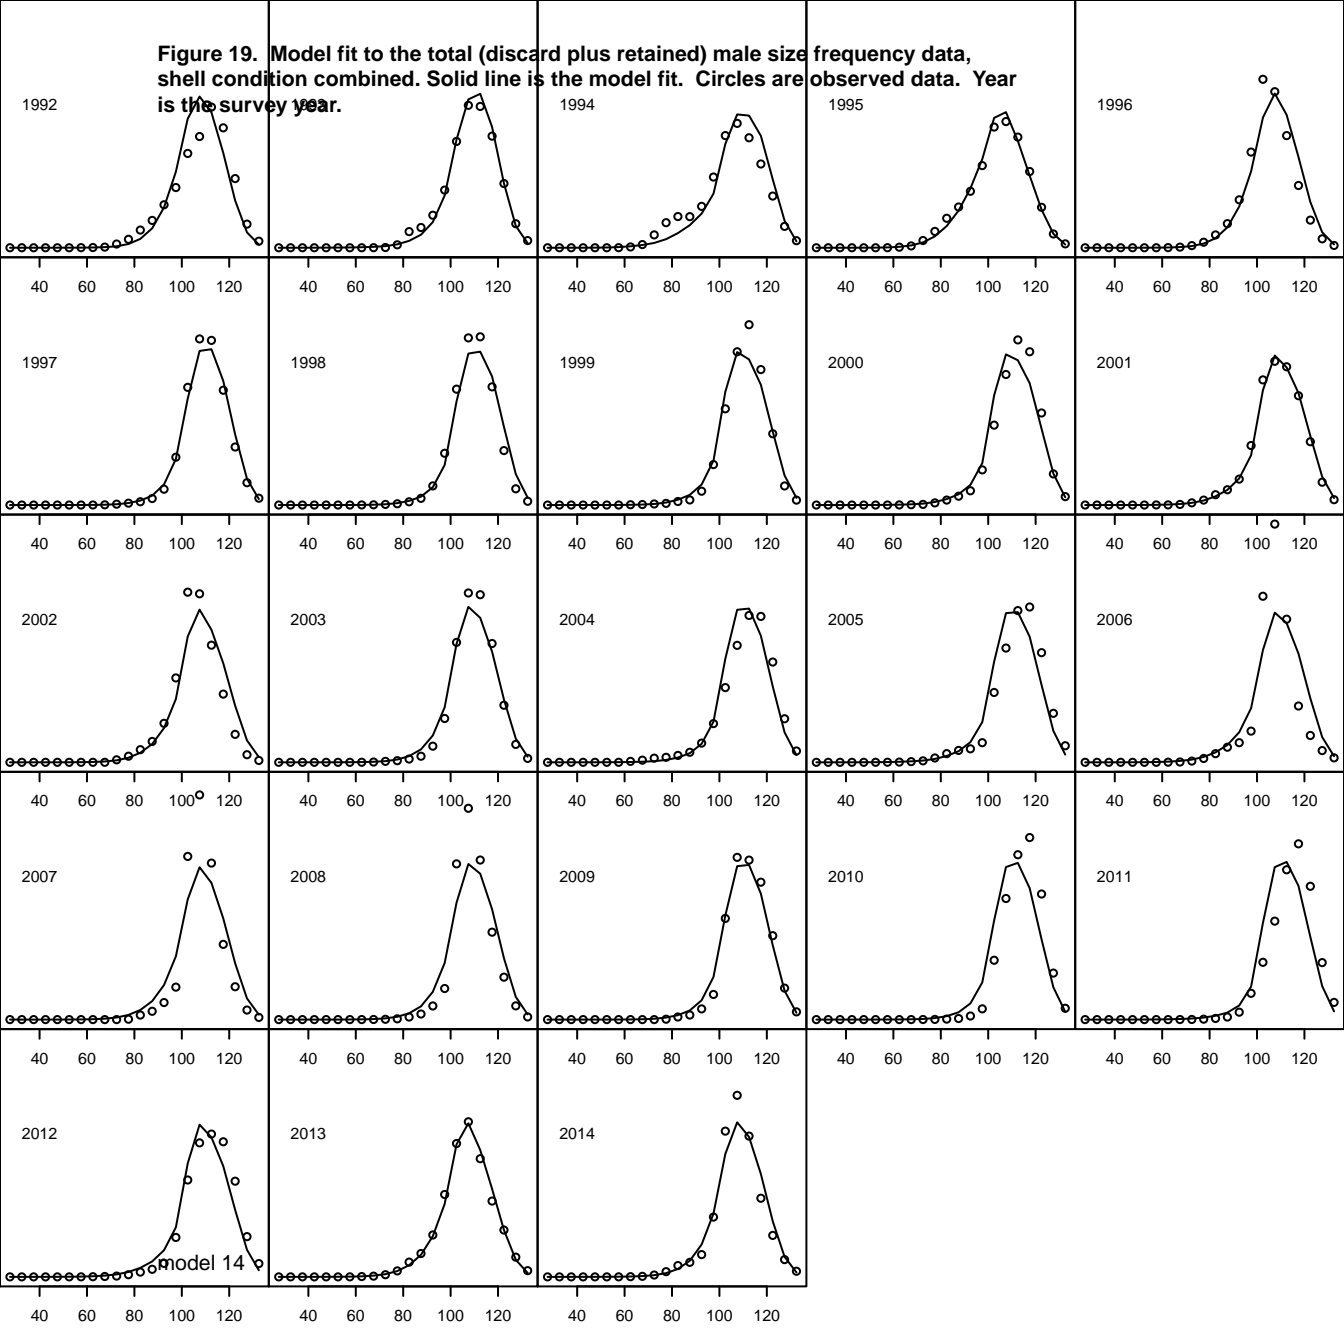 Figure 19.  Model fit to the total (discard plus retained) male size frequency data,
shell condition combined. Solid line is the model fit.  Circles are observed data.  Year
is the survey year.
1992 1993 1994 1995 1996
40 60 80 100 120 40 60 80 100 120 40 60 80 100 120 40 60 80 100 120 40 60 80 100 120
1997 1998 1999 2000 2001
40 60 80 100 120 40 60 80 100 120 40 60 80 100 120 40 60 80 100 120 40 60 80 100 120
2002 2003 2004 2005 2006
40 60 80 100 120 40 60 80 100 120 40 60 80 100 120 40 60 80 100 120 40 60 80 100 120
2007 2008 2009 2010 2011
40 60 80 100 120 40 60 80 100 120 40 60 80 100 120 40 60 80 100 120 40 60 80 100 120
2012 2013 2014
model 14
40 60 80 100 120 40 60 80 100 120 40 60 80 100 120